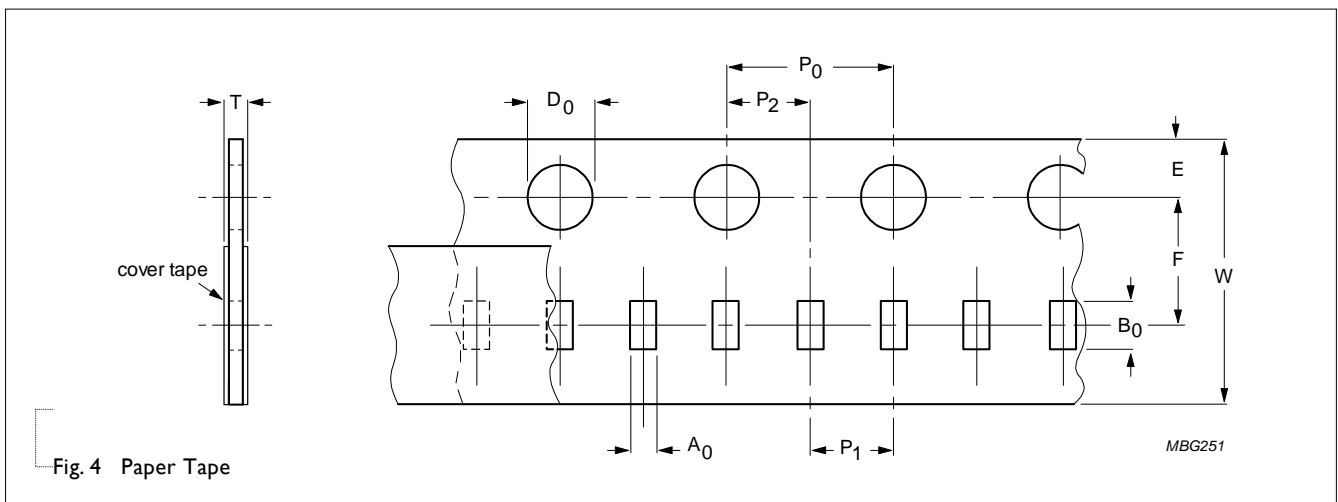 P0
P2
D0
T
E
F
W
cover tape
B0
A0
P1
MBG251
Fig. 4 Paper Tape